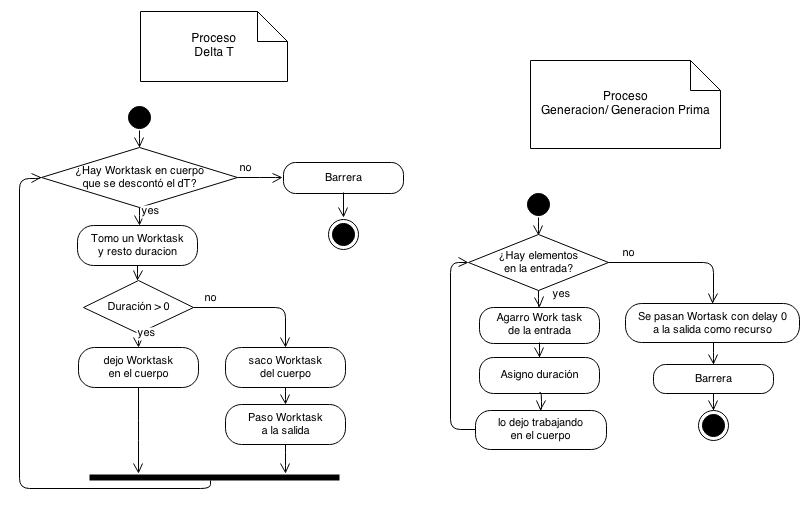 Proceso
Delta T
¿Hay Worktask en cuerpo
que se descontó el dT?
no
Barrera
yes
Tomo un Worktask
y resto duracion
Duración > 0
no
yes
dejo Worktask
en el cuerpo
saco Worktask
del cuerpo
Paso Worktask
a la salida
Proceso
Generacion/ Generacion Prima
¿Hay elementos
en la entrada?
no
yes
Agarro Work task
de la entrada
Se pasan Wortask con delay 0
a la salida como recurso
Asigno duración
Barrera
lo dejo trabajando
en el cuerpo